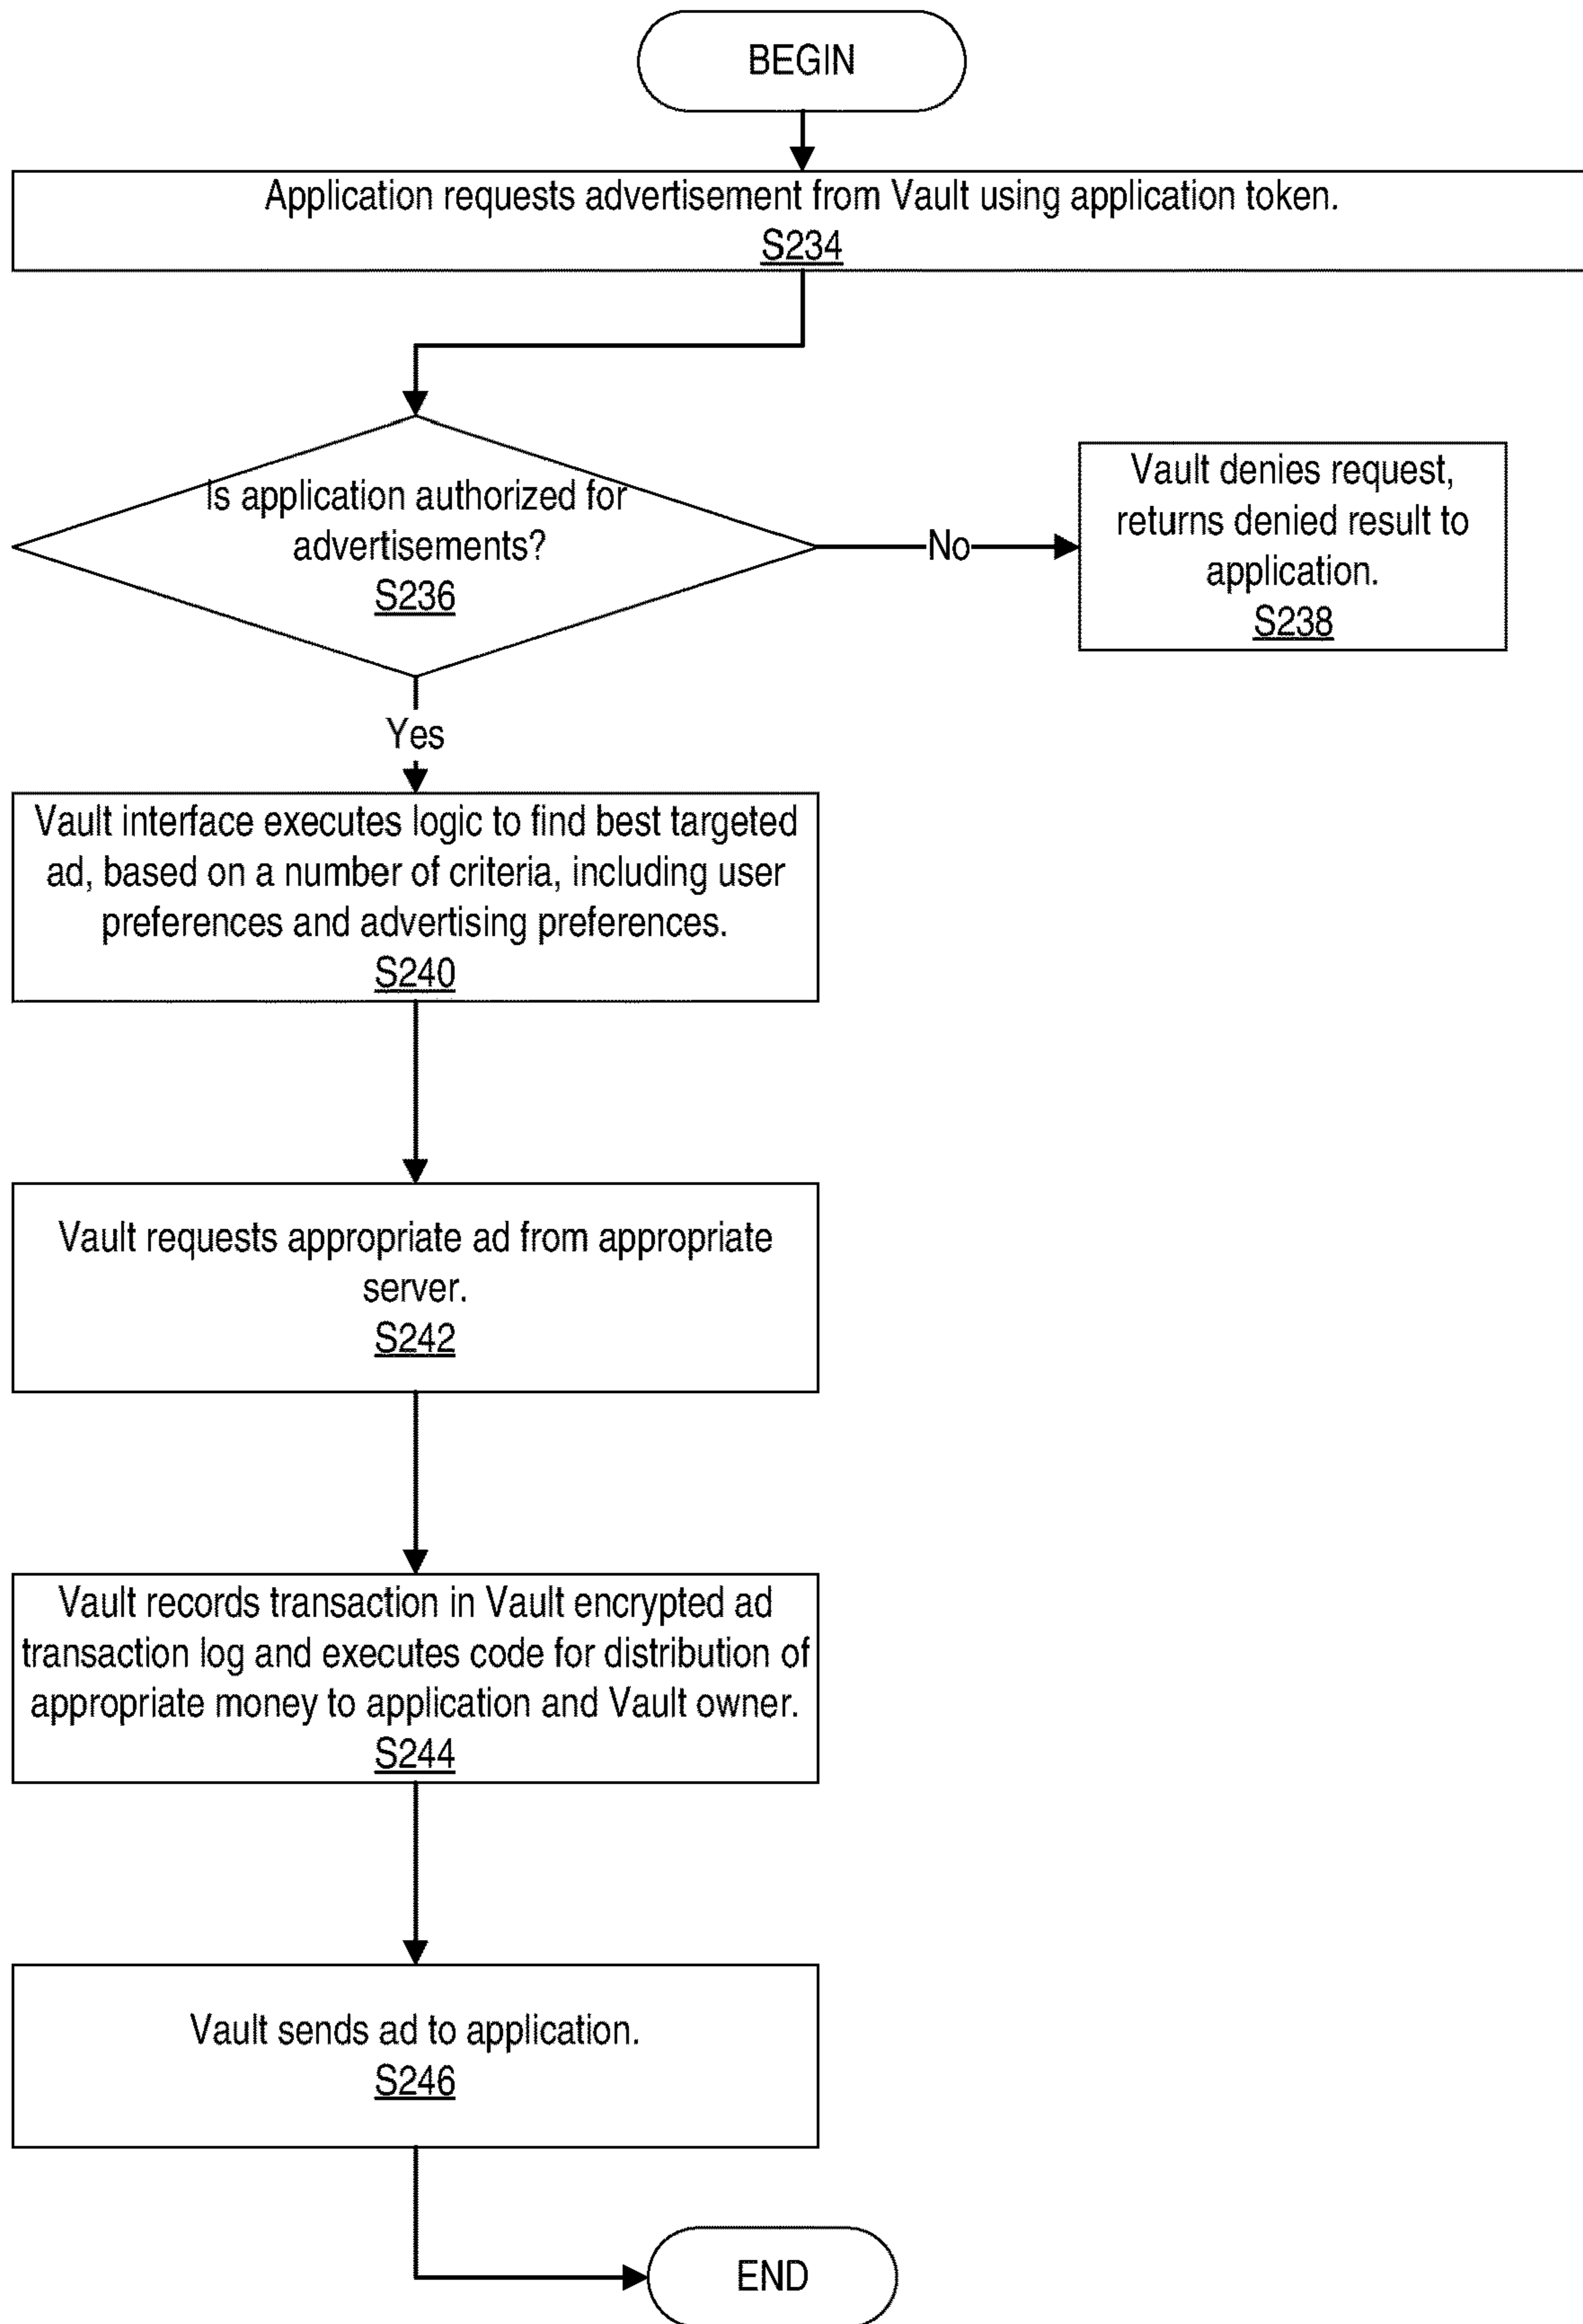 BEGIN
Application requests advertisement from Vault using application token.
S234
Is application authorized for
advertisements?
S236
No
Vault denies request,
returns denied result to
application.
S238
Yes
Vault interface executes logic to find best targeted
ad, based on a number of criteria, including user
preferences and advertising preferences.
S240
Vault requests appropriate ad from appropriate
server.
S242
Vault records transaction in Vault encrypted ad
transaction log and executes code for distribution of
appropriate money to application and Vault owner.
S244
Vault sends ad to application.
S246
END